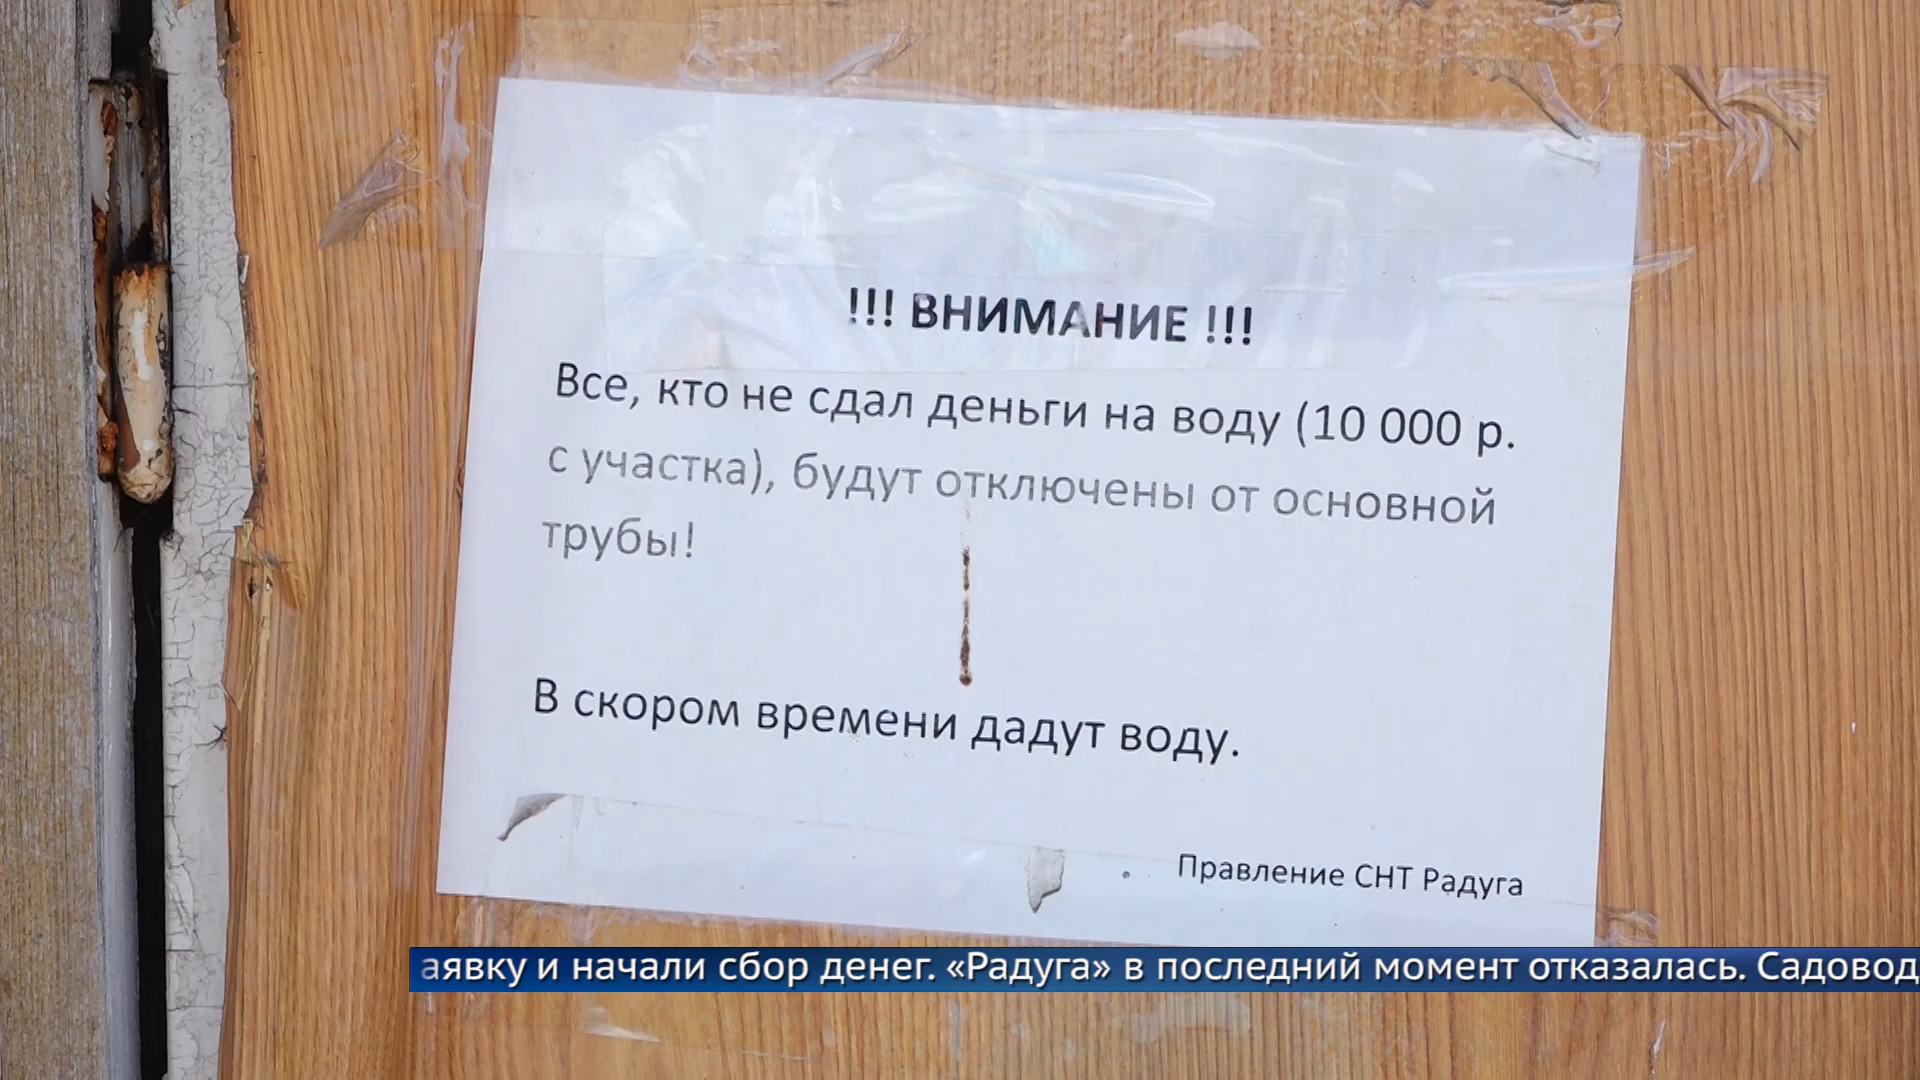 !!! ВНИМАНИЕ !!!
Все, кто не сдал деньги на воду (10 000 р.
с участка), будут отключены от основной
трубы!
В скором времени дадут воду.
Правление СНТ Радуга
аявку и начали сбор денег. «Радуга» в последний момент отказалась. Садовод